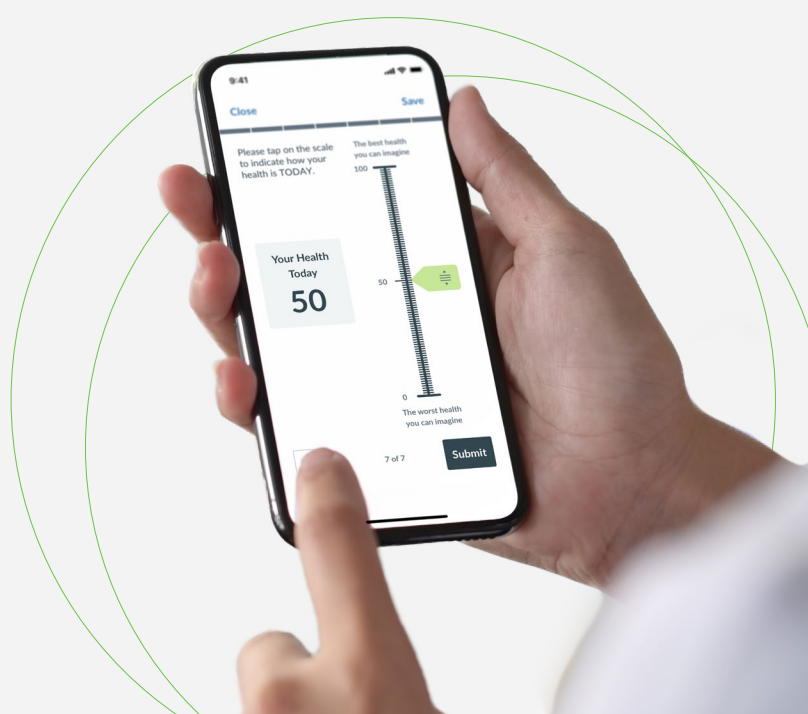 9:41
Close
Save
Please tap on the scale
to indicate how your
health is TODAY.
The best health
you can imagine
100
Your Health
Today
50
50
0
The worst health
you can imagine
7 of 7
Submit